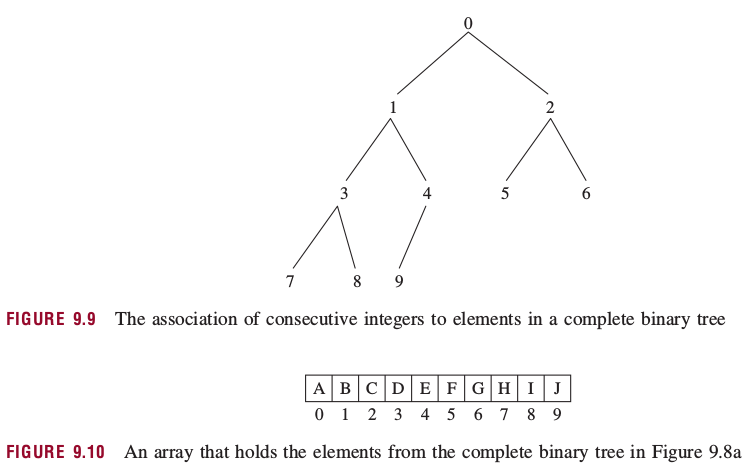 0
1 2
3 4 5 6
7 8 9
FIGURE 9.9 The association of consecutive integers to elements in a complete binary tree
A B C D E F G H I J
0 1 2 3 4 5 6 7 8 9
FIGURE 9.10 An array that holds the elements from the complete binary tree in Figure 9.8a